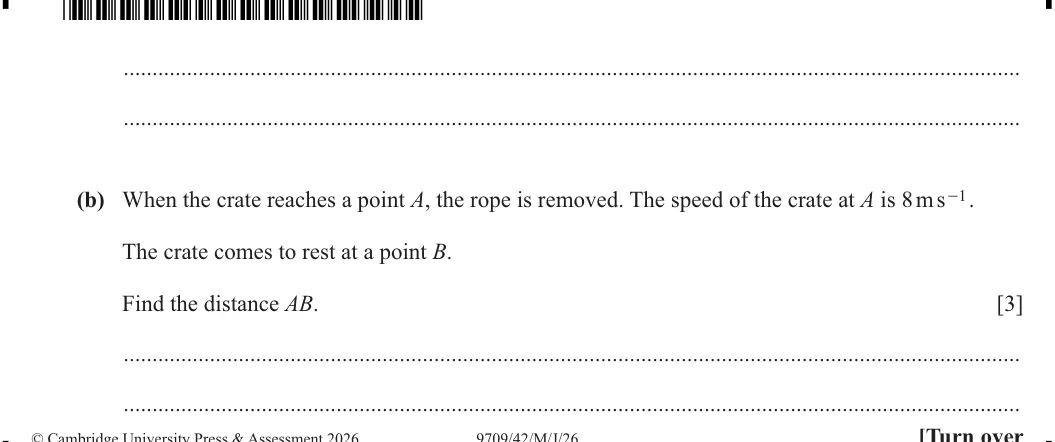 (b) When the crate reaches a point A, the rope is removed. The speed of the crate at A is 8 m s⁻¹.
The crate comes to rest at a point B.
Find the distance AB. [3]
© Cambridge University Press & Assessment 2026 9709/42/M/J/26 [Turn over